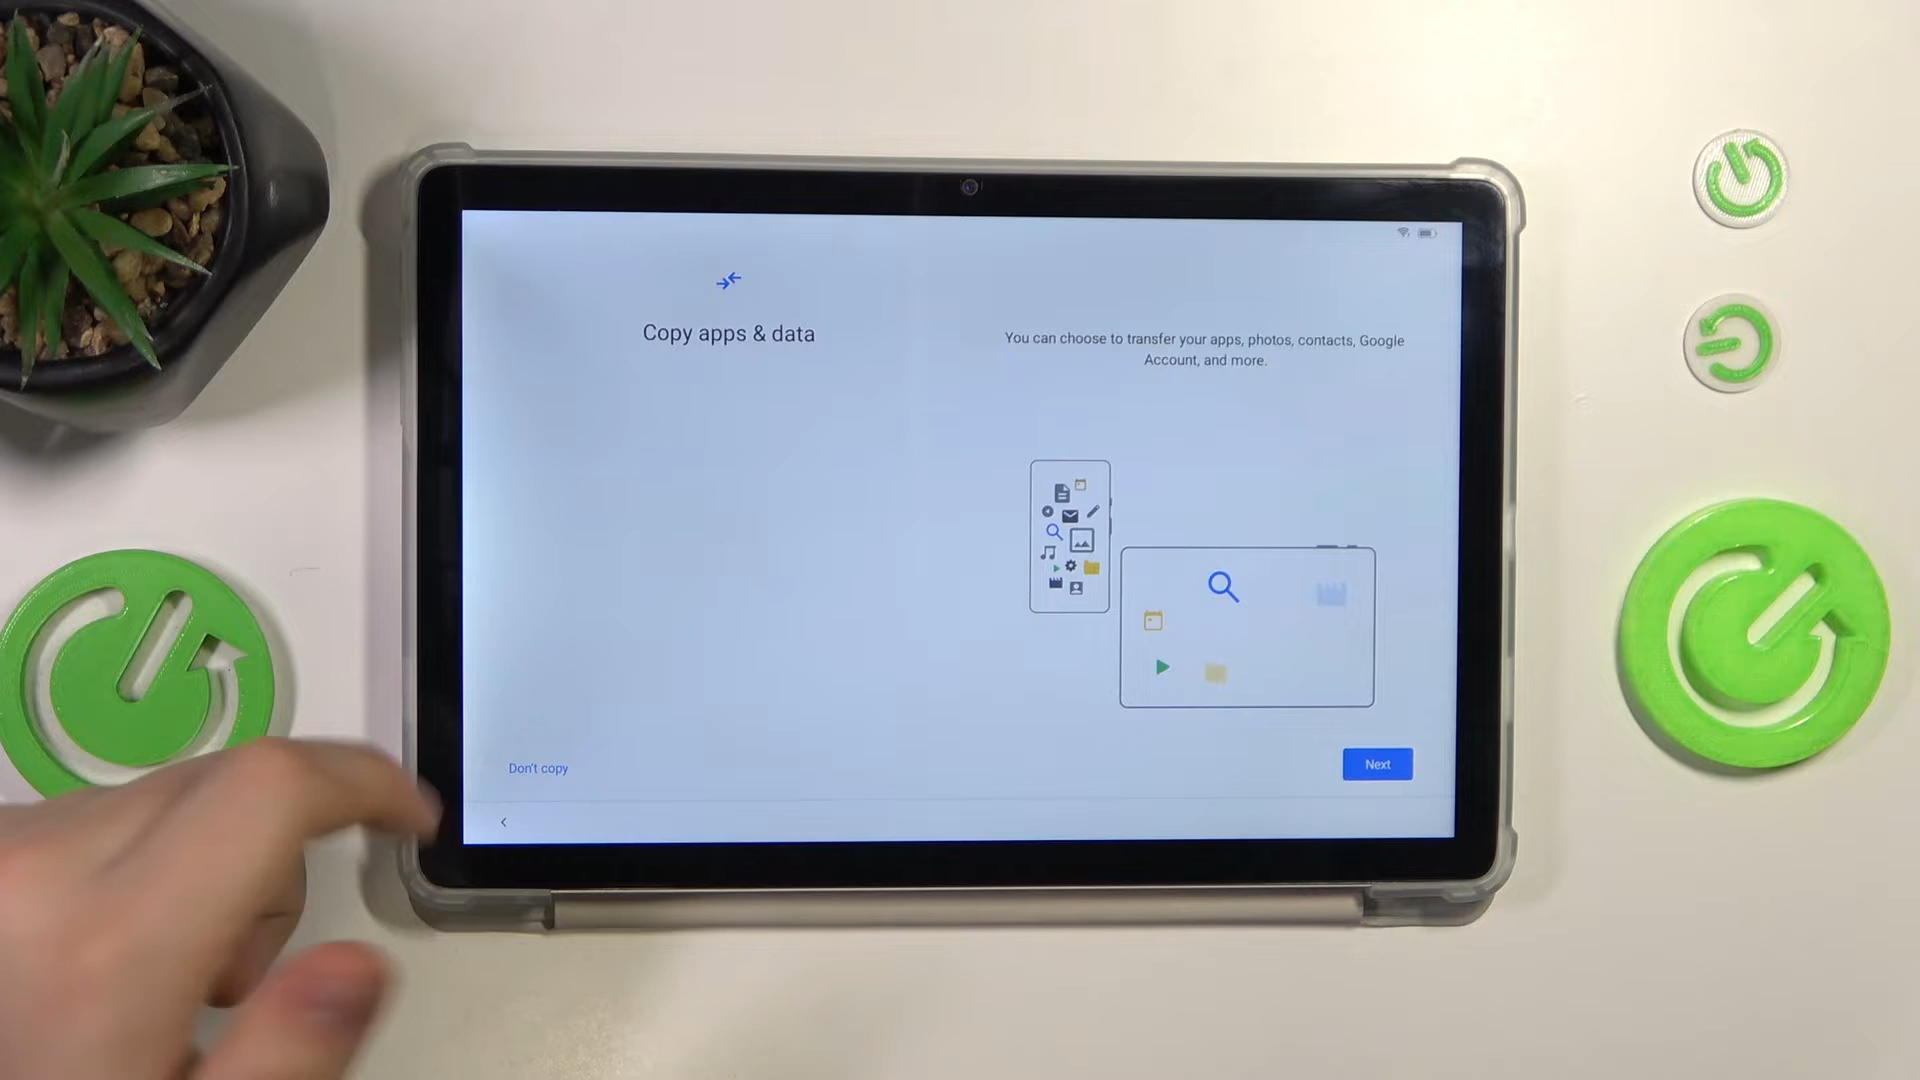 Copy apps & data
You can choose to transfer your apps, photos, contacts, Google
Account, and more.
Don't copy
Next